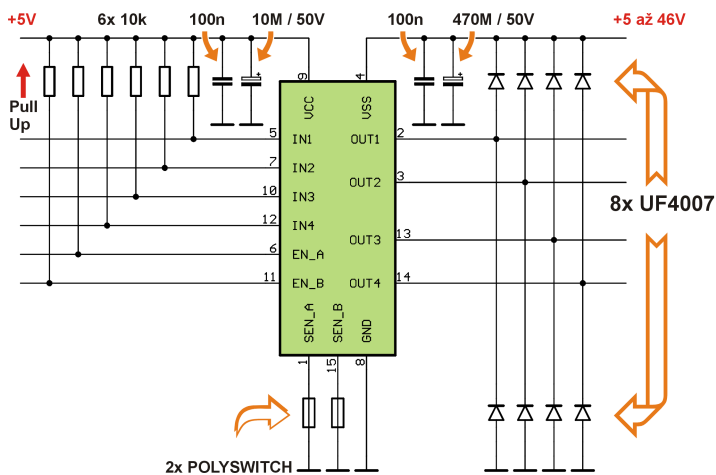 +5V 6x 10k 100n 10M / 50V 100n 470M / 50V +5 až 46V
Pull
Up
9 4
VCC VSS
5 IN1 OUT1 2
7 IN2
OUT2 3
10 IN3
12 IN4
OUT3 13
6 EN_A
11 EN_B OUT4 14
SEN_A SEN_B GND
1 15 8
8x UF4007
+ +
2x POLYSWITCH